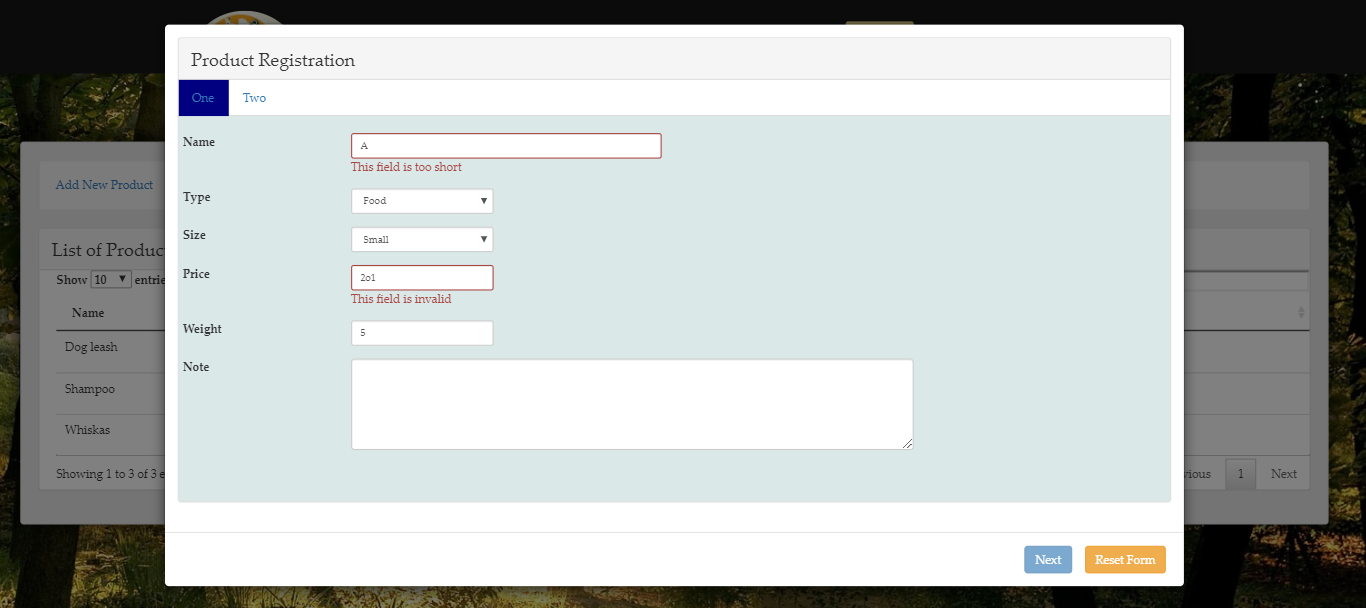 Product Registration
One Two
Name A
This field is too short
Type Food
Size Small
Price 2o1
This field is invalid
Weight 5
Note
Next Reset Form
Add New Product
List of Produc
Show 10 entrie
Name
Dog leash
Shampoo
Whiskas
Showing 1 to 3 of 3 e
vious 1 Next